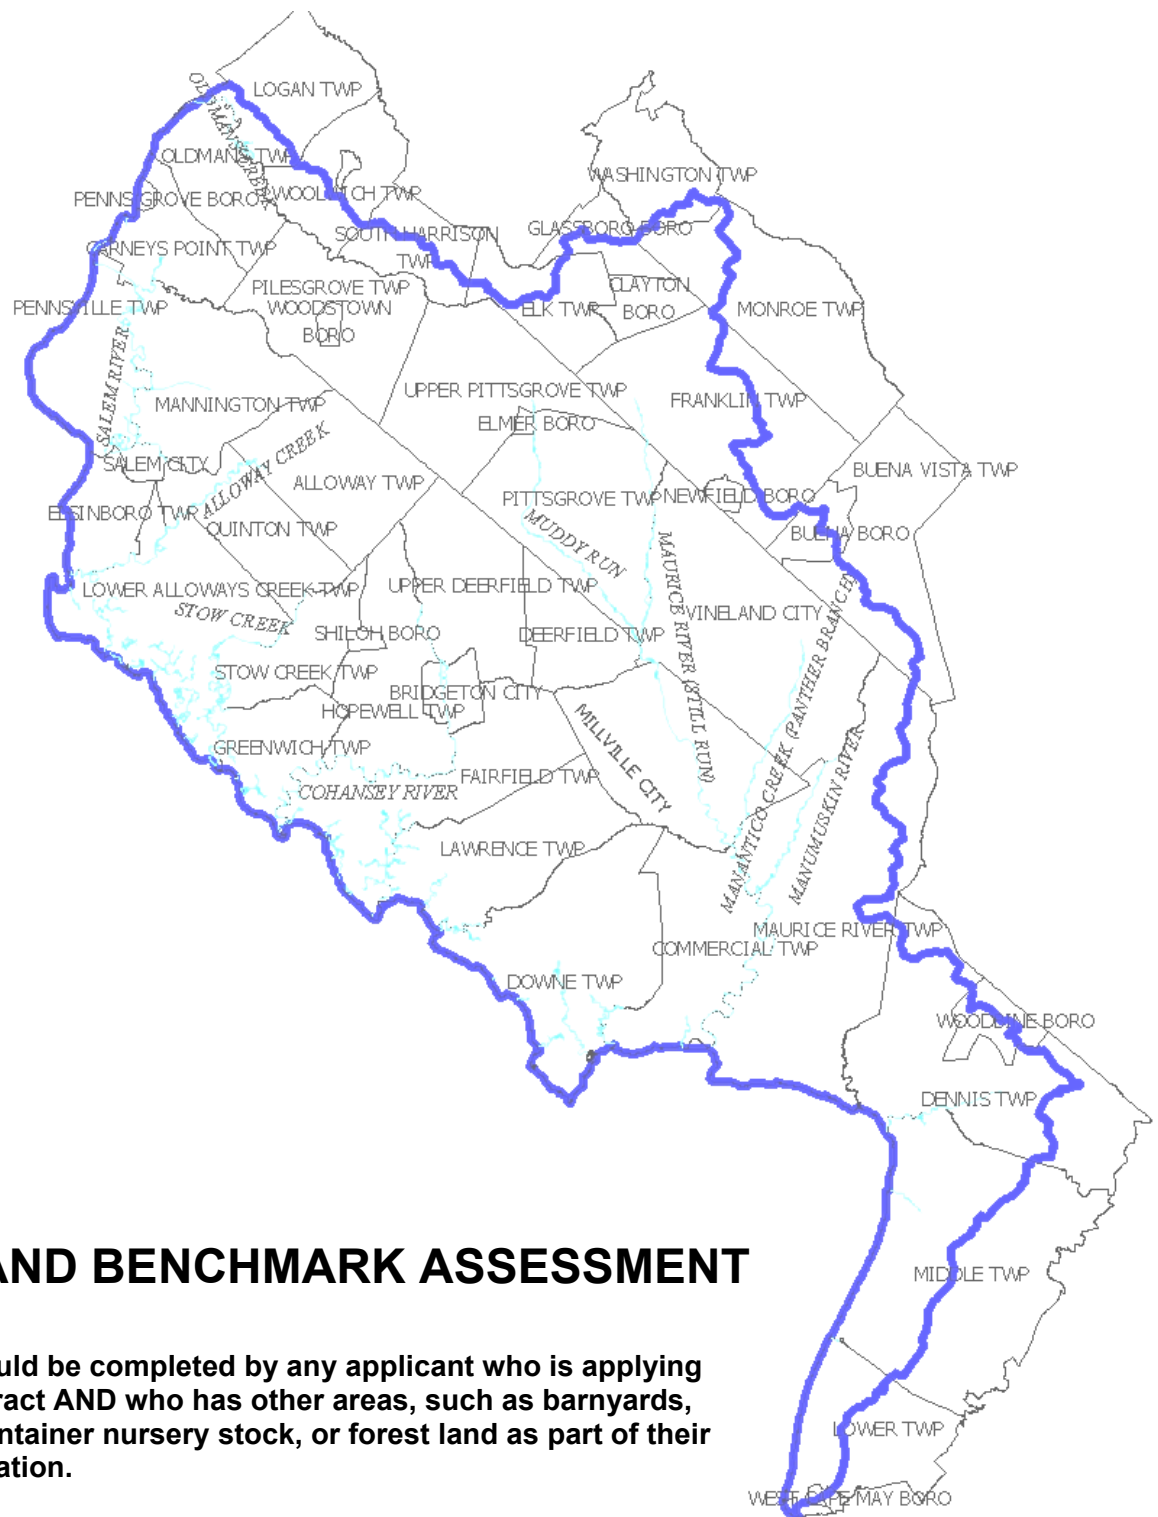 LOGAN TWP
OLDMANS CREEK
OLDMANS TWP
WASHINGTON TWP
PENNS GROVE BORO
WOOLWICH TWP
GLASSBORO BORO
SOUTH HARRISON
TWP
CARNEYS POINT TWP
PILESGROVE TWP
CLAYTON
BORO
PENNSVILLE TWP
WOODSTOWN
BORO
ELK TWP
MONROE TWP
SALEM RIVER
UPPER PITTSGROVE TWP
MANNINGTON TWP
FRANKLIN TWP
ELMER BORO
SALEM CITY
ALLOWAY CREEK
ALLOWAY TWP
BUENA VISTA TWP
PITTSGROVE TWP
NEWFIELD BORO
ELSINBORO TWP
QUINTON TWP
MUDDY RUN
BUENA BORO
LOWER ALLOWAYS CREEK TWP
UPPER DEERFIELD TWP
MAURICE RIVER (STILL RUN)
VINELAND CITY
STOW CREEK
SHILOH BORO
DEERFIELD TWP
MANANTICO CREEK (PANTHER BRANCH)
STOW CREEK TWP
BRIDGETON CITY
HOPEWELL TWP
MILLVILLE CITY
MANUMUSKIN RIVER
GREENWICH TWP
FAIRFIELD TWP
COHANSEY RIVER
LAWRENCE TWP
MAURICE RIVER TWP
COMMERCIAL TWP
DOWNE TWP
WOODBINE BORO
DENNIS TWP
AND BENCHMARK ASSESSMENT
MIDDLE TWP
uld be completed by any applicant who is applying
ract AND who has other areas, such as barnyards,
ntainer nursery stock, or forest land as part of their
ation.
LOWER TWP
WEST CAPE MAY BORO